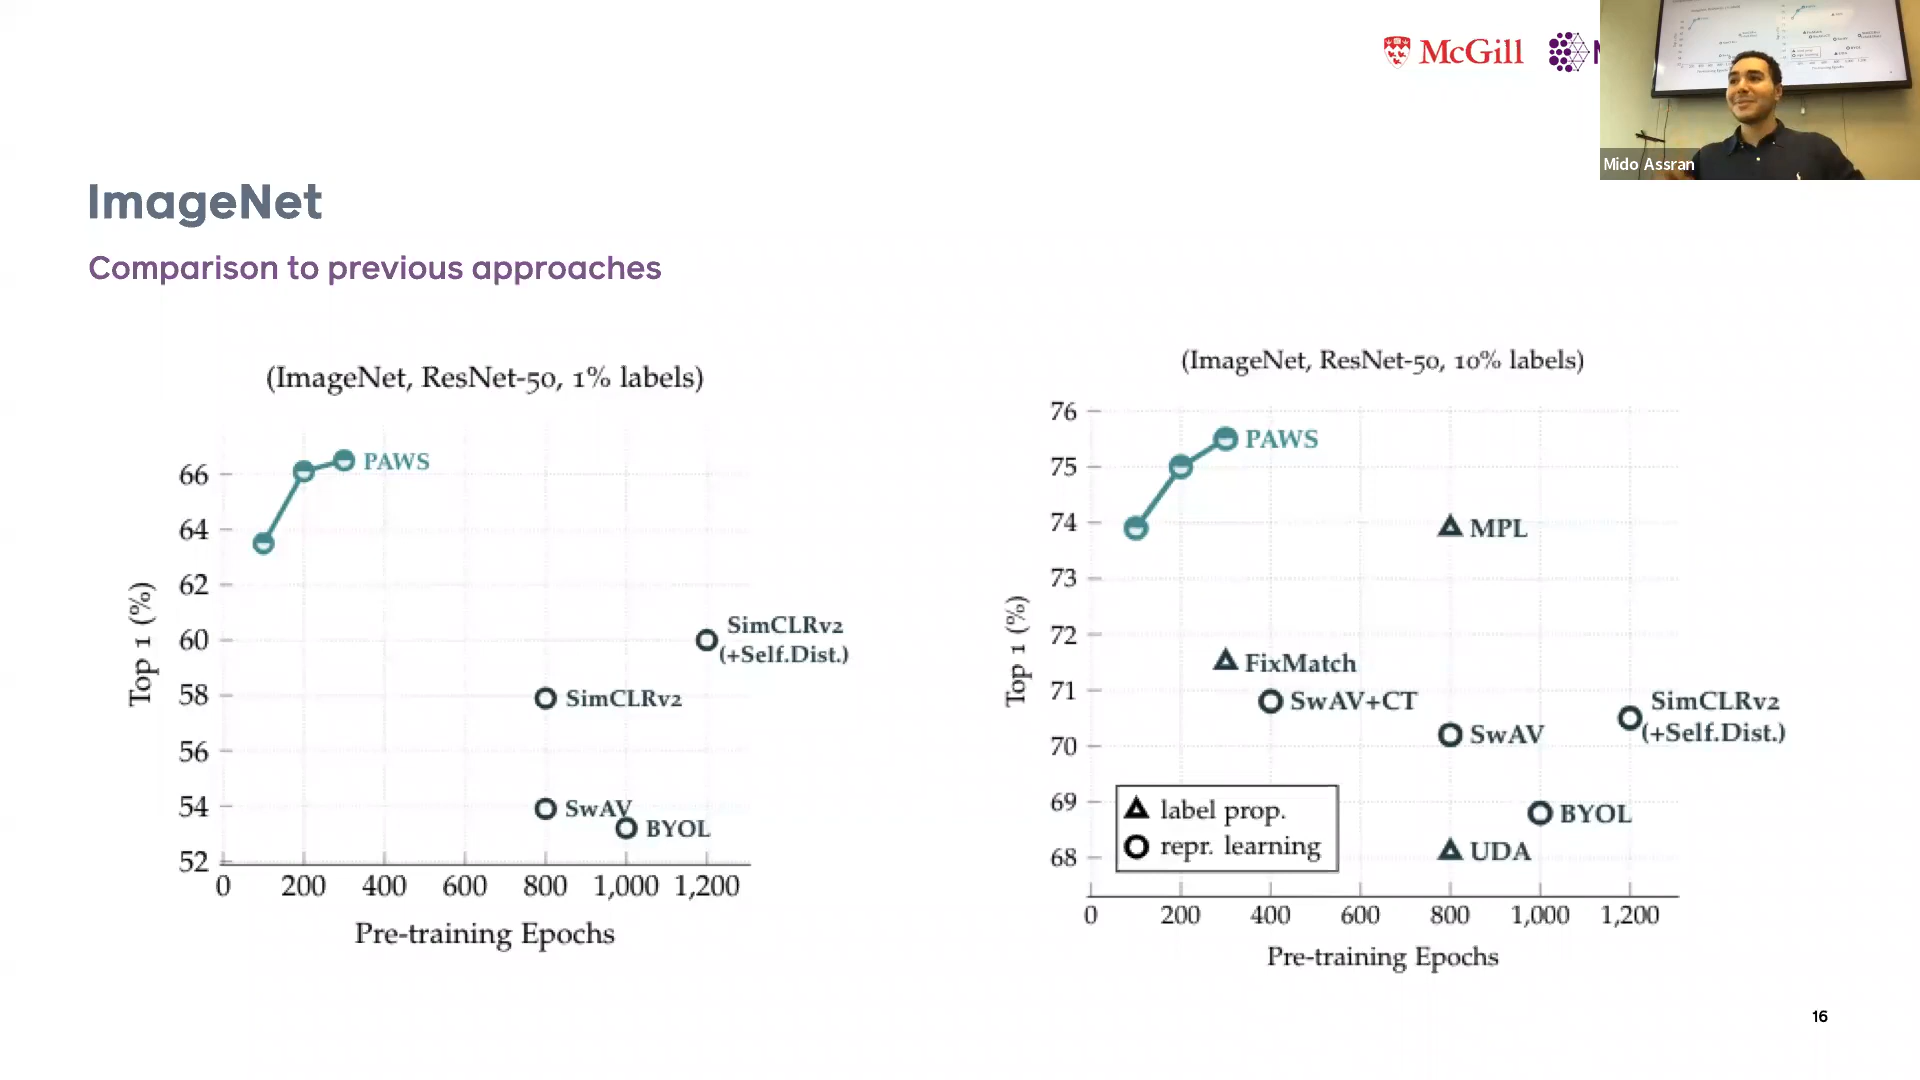 McGill
Mido Assran
ImageNet
Comparison to previous approaches
(ImageNet, ResNet-50, 1% labels)
66
64
62
60
58
56
54
52
Top 1 (%)
PAWS
SimCLRv2
(+Self.Dist.)
SimCLRv2
SwAV
BYOL
0 200 400 600 800 1,000 1,200
Pre-training Epochs
(ImageNet, ResNet-50, 10% labels)
76
75
74
73
72
71
70
69
68
Top 1 (%)
PAWS
MPL
FixMatch
SwAV+CT
SimCLRv2
(+Self.Dist.)
SwAV
BYOL
UDA
label prop.
repr. learning
0 200 400 600 800 1,000 1,200
Pre-training Epochs
16